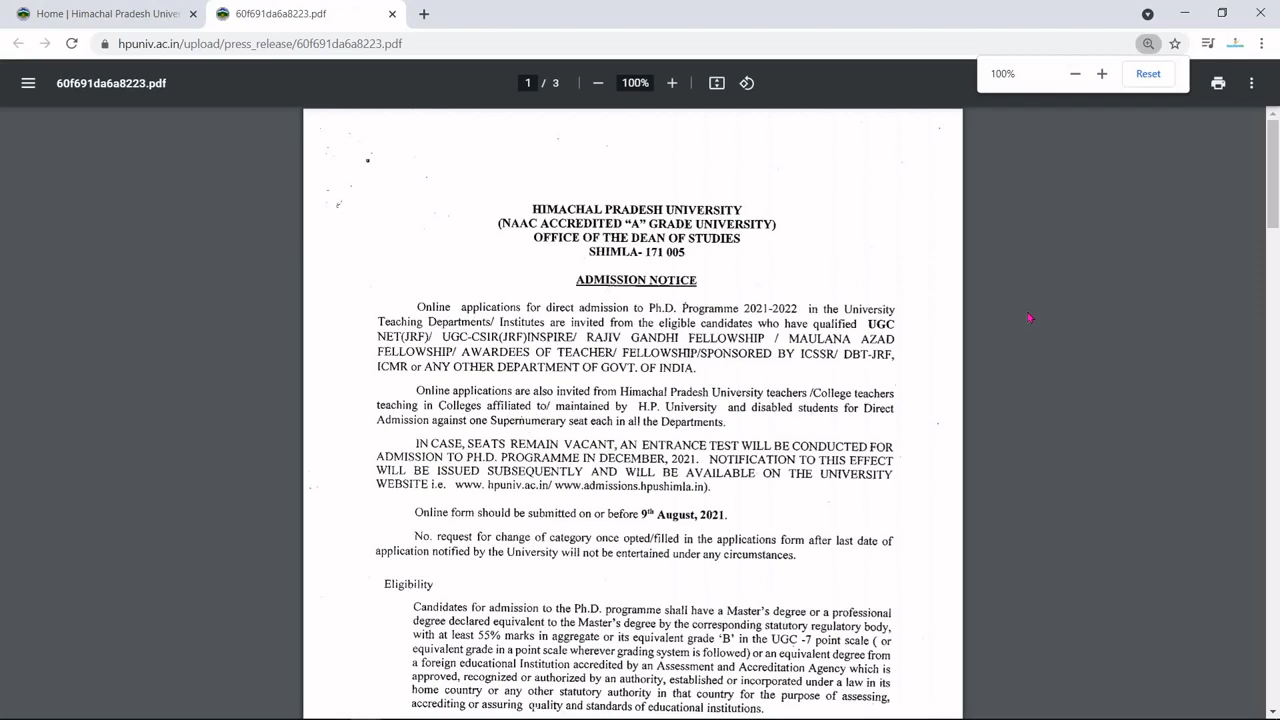 Home | Himachal Pradesh Univer
60f691da6a8223.pdf
hpuniv.ac.in/upload/press_release/60f691da6a8223.pdf
100%
Reset
60f691da6a8223.pdf
1 / 3
100%
HIMACHAL PRADESH UNIVERSITY
(NAAC ACCREDITED “A” GRADE UNIVERSITY)
OFFICE OF THE DEAN OF STUDIES
SHIMLA- 171 005
ADMISSION NOTICE
Online applications for direct admission to Ph.D. Programme 2021-2022 in the University
Teaching Departments/ Institutes are invited from the eligible candidates who have qualified UGC
NET(JRF)/ UGC-CSIR(JRF)INSPIRE/ RAJIV GANDHI FELLOWSHIP / MAULANA AZAD
FELLOWSHIP/ AWARDEES OF TEACHER/ FELLOWSHIP/SPONSORED BY ICSSR/ DBT-JRF,
ICMR or ANY OTHER DEPARTMENT OF GOVT. OF INDIA.
Online applications are also invited from Himachal Pradesh University teachers /College teachers
teaching in Colleges affiliated to/ maintained by H.P. University and disabled students for Direct
Admission against one Supernumerary seat each in all the Departments.
IN CASE, SEATS REMAIN VACANT, AN ENTRANCE TEST WILL BE CONDUCTED FOR
ADMISSION TO PH.D. PROGRAMME IN DECEMBER, 2021. NOTIFICATION TO THIS EFFECT
WILL BE ISSUED SUBSEQUENTLY AND WILL BE AVAILABLE ON THE UNIVERSITY
WEBSITE i.e. www. hpuniv.ac.in/ www.admissions.hpushimla.in).
Online form should be submitted on or before 9th August, 2021.
No. request for change of category once opted/filled in the applications form after last date of
application notified by the University will not be entertained under any circumstances.
Eligibility
Candidates for admission to the Ph.D. programme shall have a Master’s degree or a professional
degree declared equivalent to the Master’s degree by the corresponding statutory regulatory body,
with at least 55% marks in aggregate or its equivalent grade ‘B’ in the UGC -7 point scale ( or
equivalent grade in a point scale wherever grading system is followed) or an equivalent degree from
a foreign educational Institution accredited by an Assessment and Accreditation Agency which is
approved, recognized or authorized by an authority, established or incorporated under a law in its
home country or any other statutory authority in that country for the purpose of assessing,
accrediting or assuring quality and standards of educational institutions.